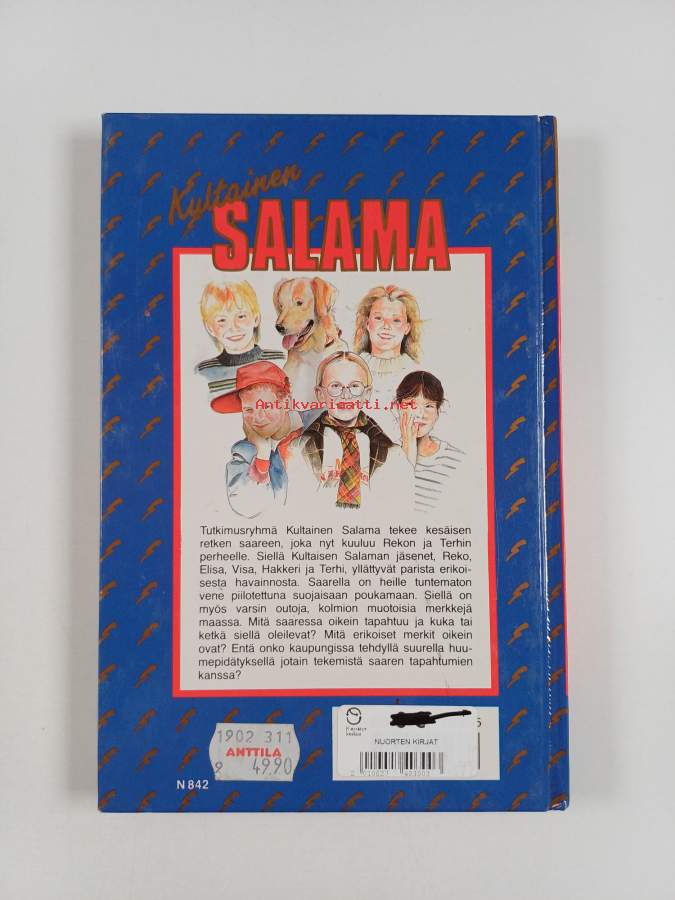 Kultainen
SALAMA
Antikvariaatti.net
Tutkimusryhmä Kultainen Salama tekee kesäisen
retken saareen, joka nyt kuuluu Rekon ja Terhin
perheelle. Siellä Kultaisen Salaman jäsenet, Reko,
Elisa, Visa, Hakkeri ja Terhi, yllättyvät parista erikoi-
sesta havainnosta. Saarella on heille tuntematon
vene piilotettuna suojaisaan poukamaan. Siellä on
myös varsin outoja, kolmion muotoisia merkkejä
maassa. Mitä saaressa oikein tapahtuu ja kuka tai
ketkä siellä oleilevat? Mitä erikoiset merkit oikein
ovat? Entä onko kaupungissa tehdyllä suurella huu-
mepidätyksellä jotain tekemistä saaren tapahtumien
kanssa?
1902 311
ANTTILA
49,90
Kierrätys
keskus
NUORTEN KIRJAT
N 842